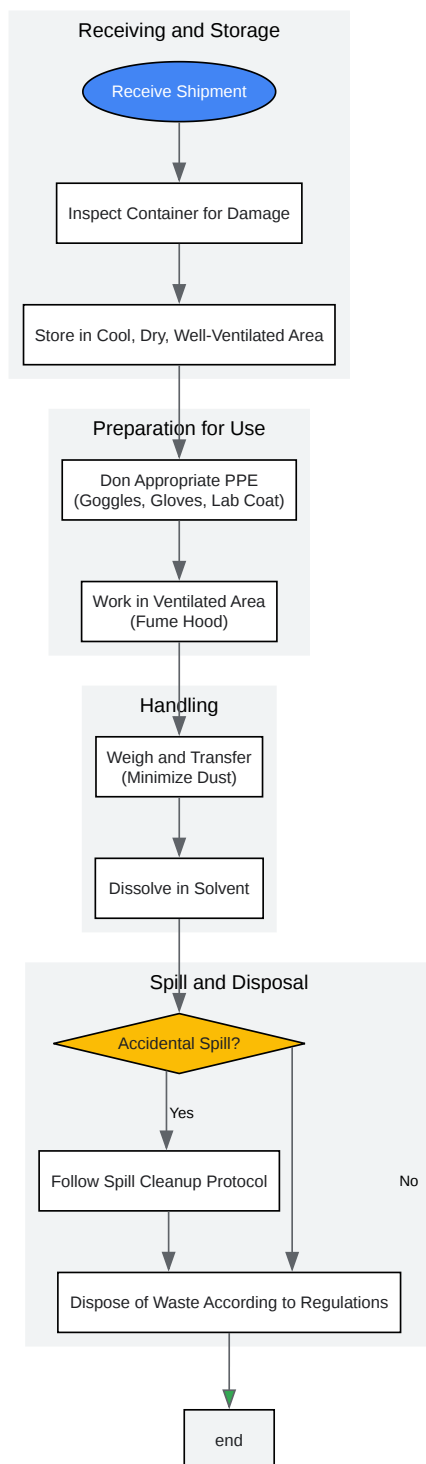 Receiving and Storage
Receive Shipment
Inspect Container for Damage
Store in Cool, Dry, Well-Ventilated Area
Preparation for Use
Don Appropriate PPE
(Goggles, Gloves, Lab Coat)
Work in Ventilated Area
(Fume Hood)
Handling
Weigh and Transfer
(Minimize Dust)
Dissolve in Solvent
Spill and Disposal
Accidental Spill?
Yes
Follow Spill Cleanup Protocol
No
Dispose of Waste According to Regulations
end